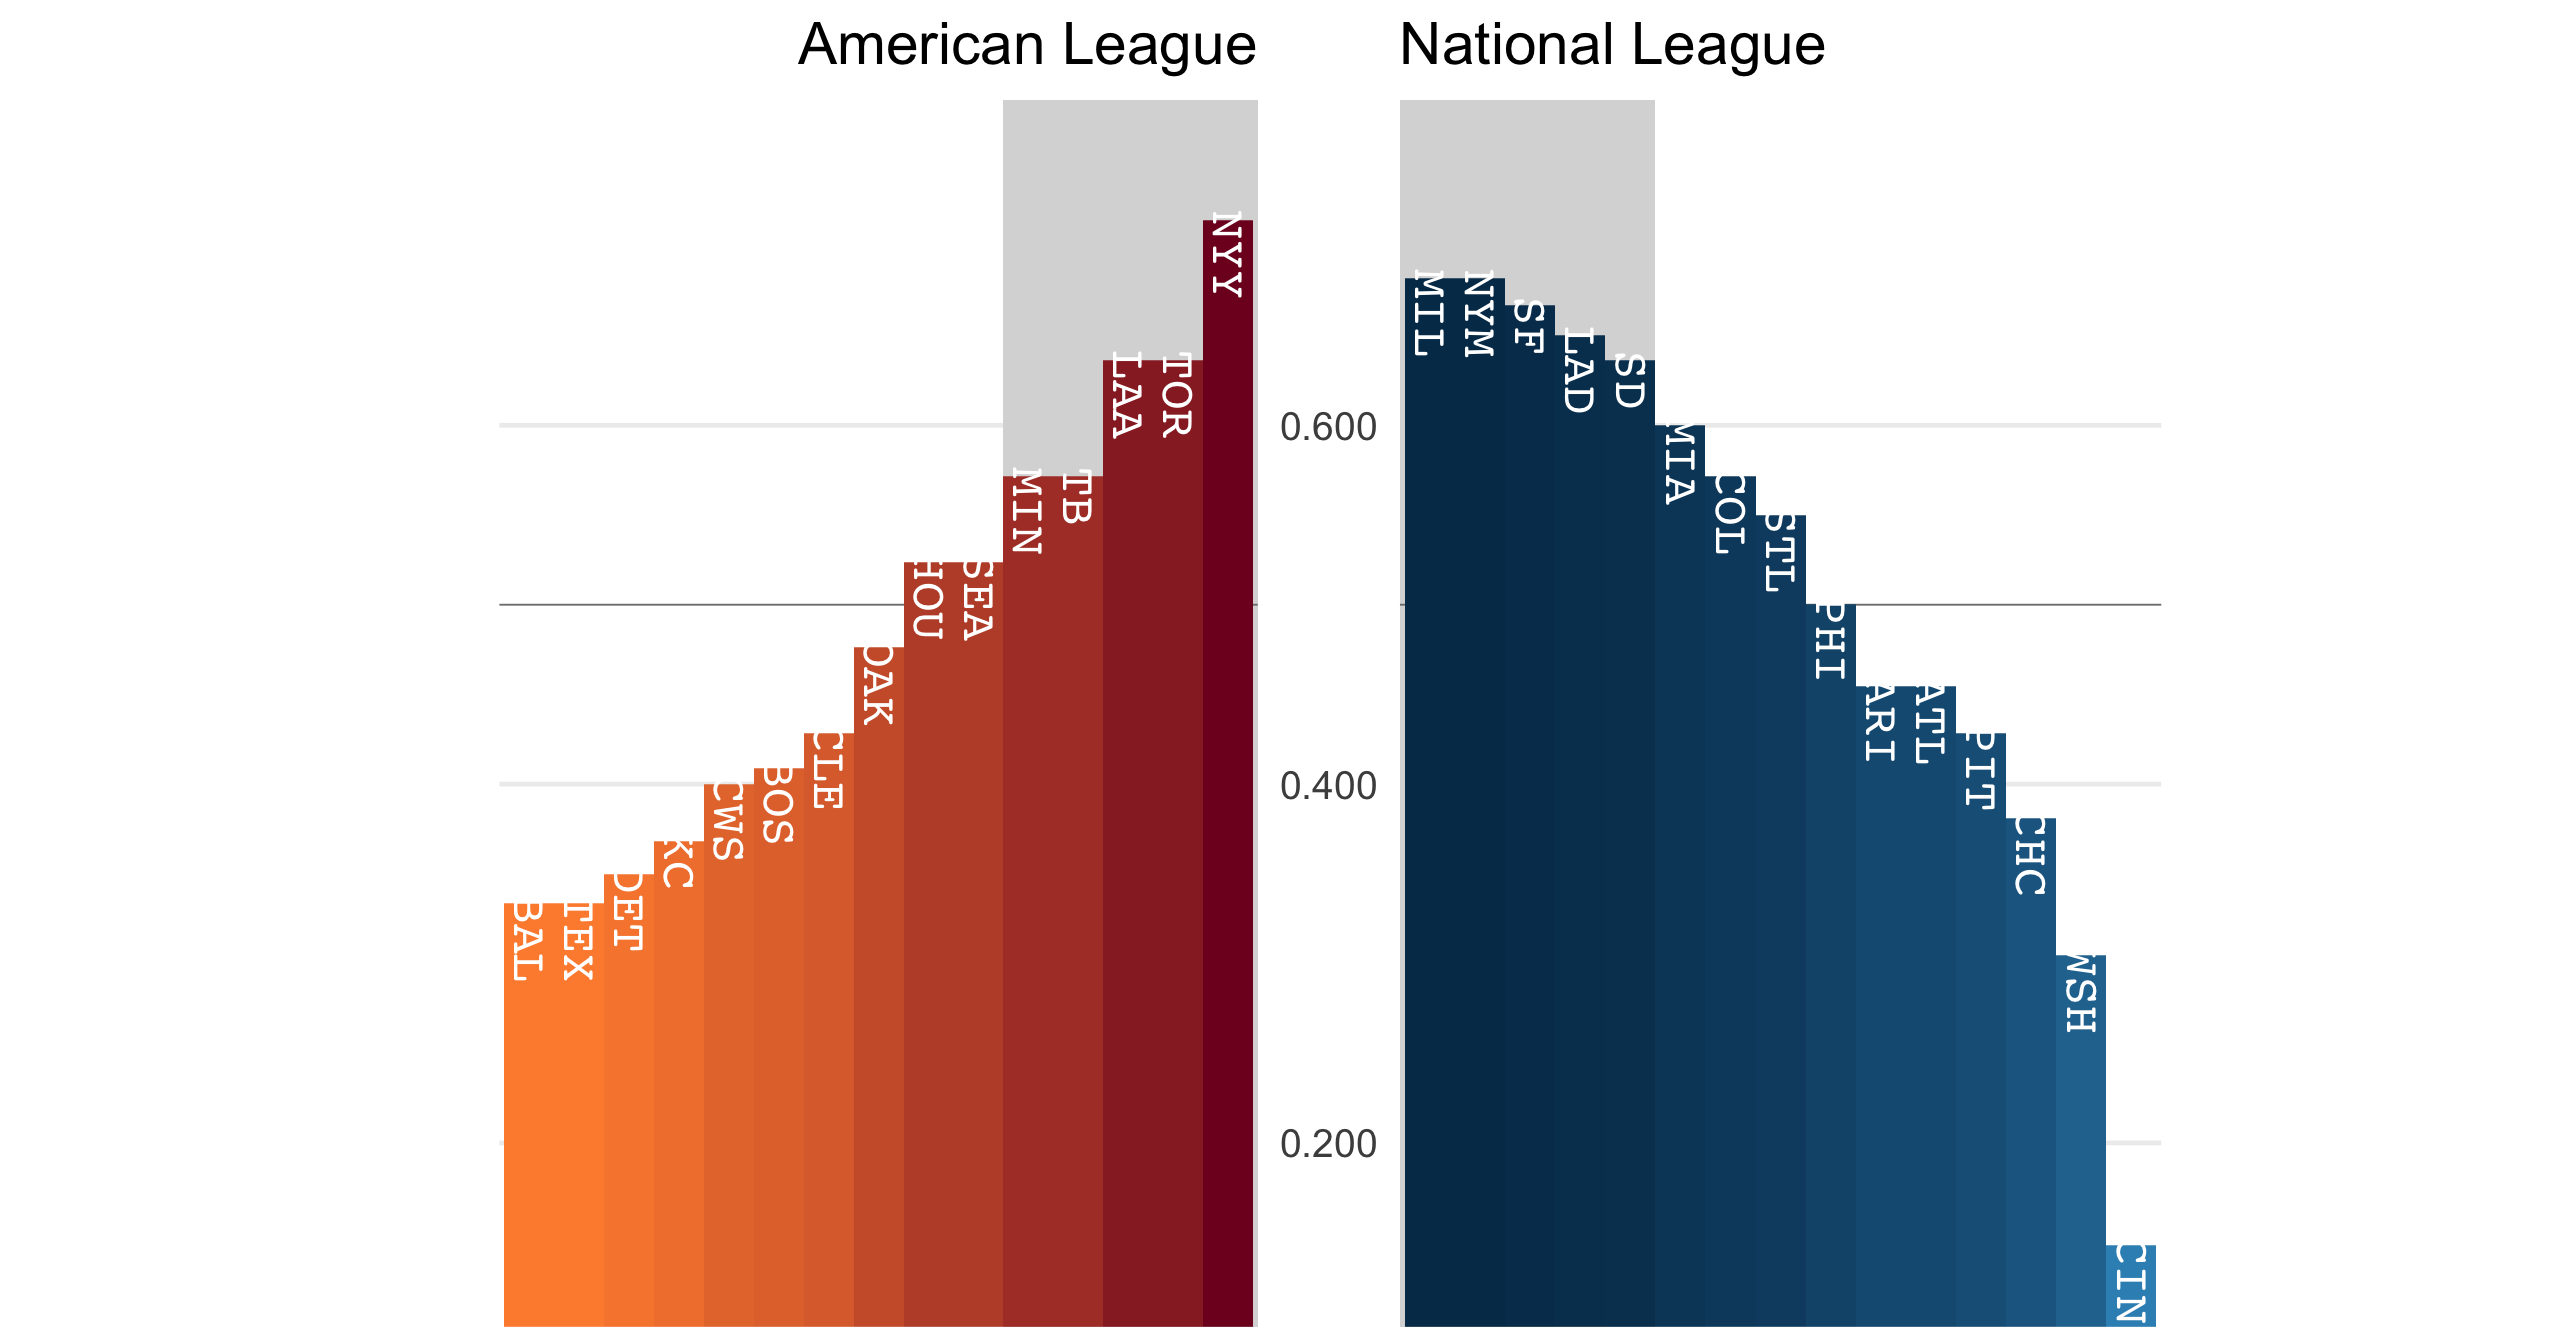 American League
National League
NYY
TOR
LAA
TB
MIN
SEA
HOU
OAK
CLE
BOS
CWS
KC
DET
TEX
BAL
0.600
0.400
0.200
MIL
NYM
SF
LAD
SD
MIA
COL
STL
PHI
ARI
ATL
PIT
CHC
WSH
CIN